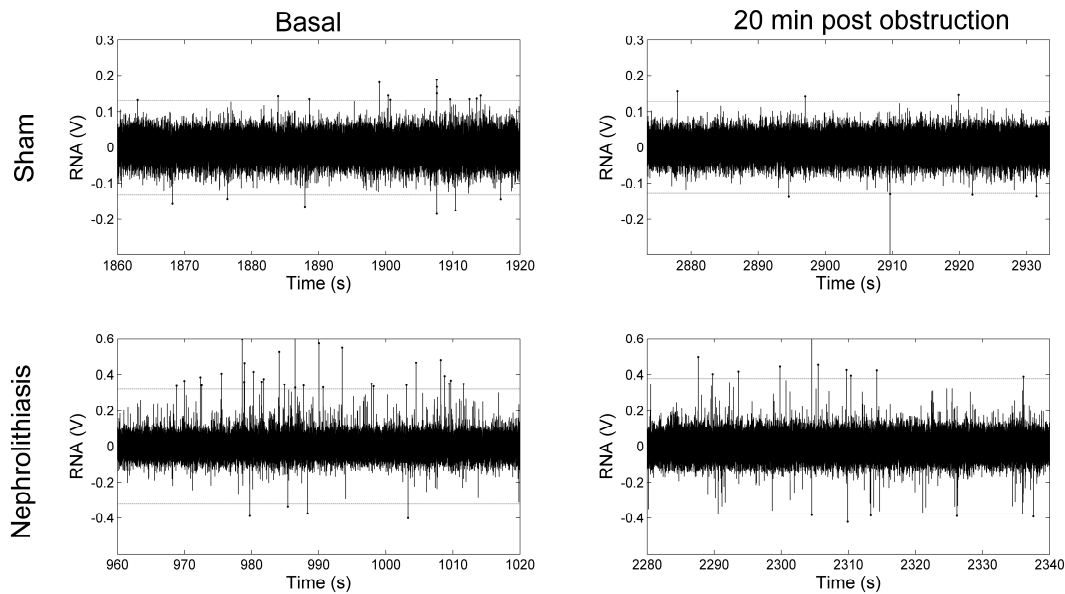 Basal
20 min post obstruction
Sham
RNA (V)
0.3
0.2
0.1
0
-0.1
-0.2
1860 1870 1880 1890 1900 1910 1920
Time (s)
RNA (V)
0.3
0.2
0.1
0
-0.1
-0.2
2880 2890 2900 2910 2920 2930
Time (s)
Nephrolithiasis
RNA (V)
0.6
0.4
0.2
0
-0.2
-0.4
960 970 980 990 1000 1010 1020
Time (s)
RNA (V)
0.6
0.4
0.2
0
-0.2
-0.4
2280 2290 2300 2310 2320 2330 2340
Time (s)